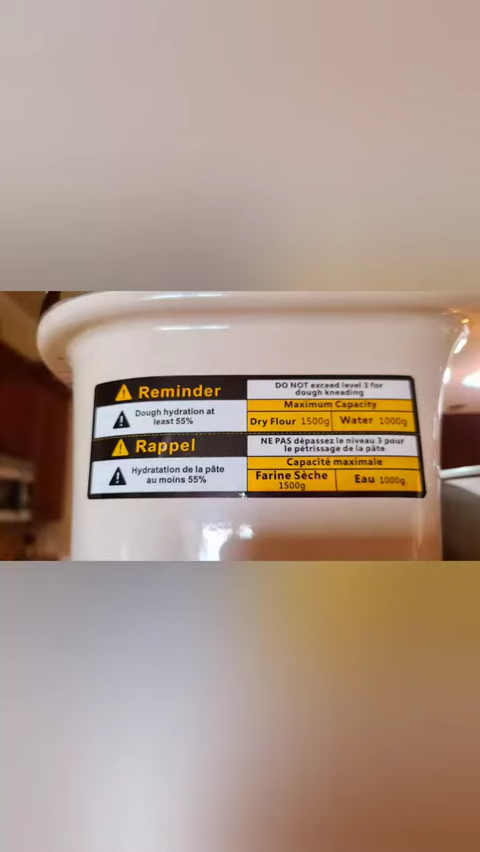 Reminder
Dough hydration at
least 55%
DO NOT exceed level 3 for
dough kneading
Maximum Capacity
Dry Flour 1500g
Water 1000g
Rappel
Hydratation de la pâte
au moins 55%
NE PAS dépassez le niveau 3 pour
le pétrissage de la pâte
Capacité maximale
Farine Sèche
1500g
Eau 1000g